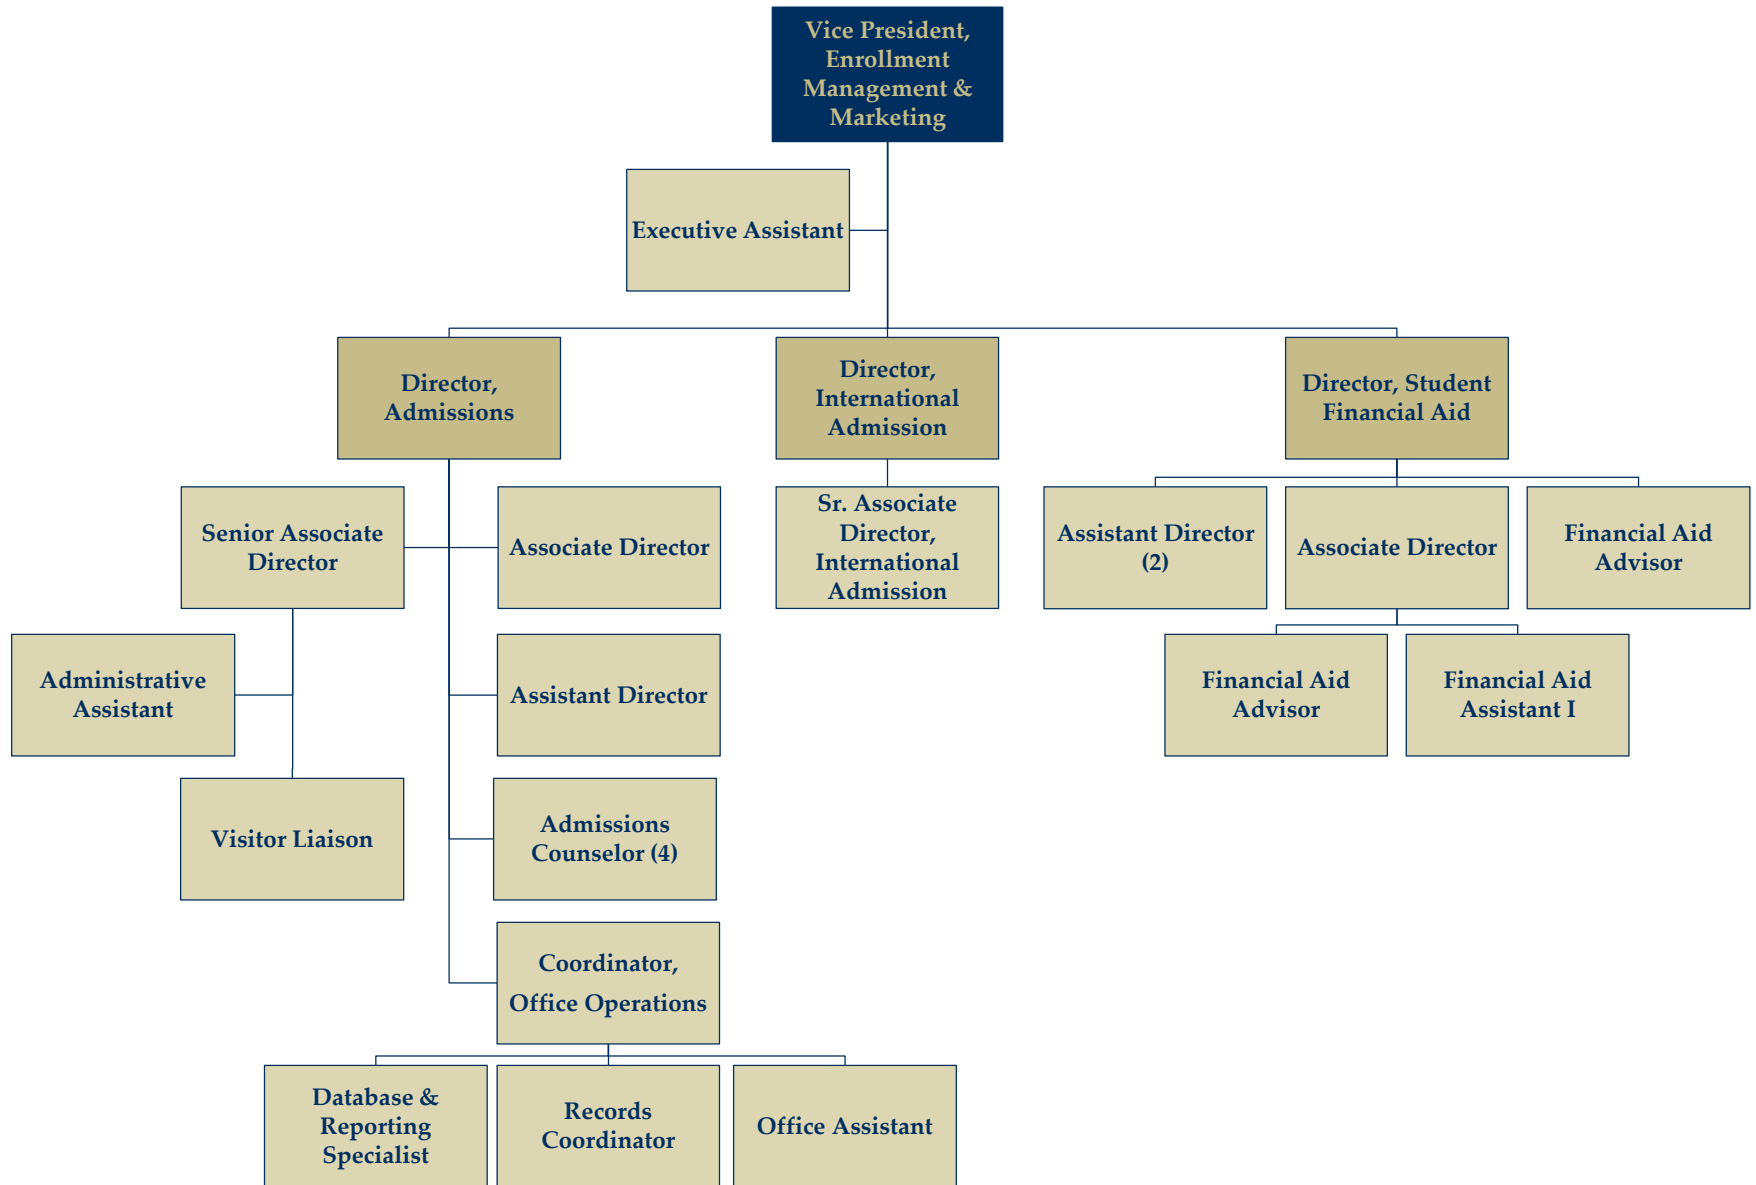 Vice President,
Enrollment
Management &
Marketing
Executive Assistant
Director,
Admissions
Director,
International
Admission
Director, Student
Financial Aid
Senior Associate
Director
Associate Director
Sr. Associate
Director,
International
Admission
Assistant Director
(2)
Associate Director
Financial Aid
Advisor
Administrative
Assistant
Assistant Director
Financial Aid
Advisor
Financial Aid
Assistant I
Visitor Liaison
Admissions
Counselor (4)
Coordinator,
Office Operations
Database &
Reporting
Specialist
Records
Coordinator
Office Assistant